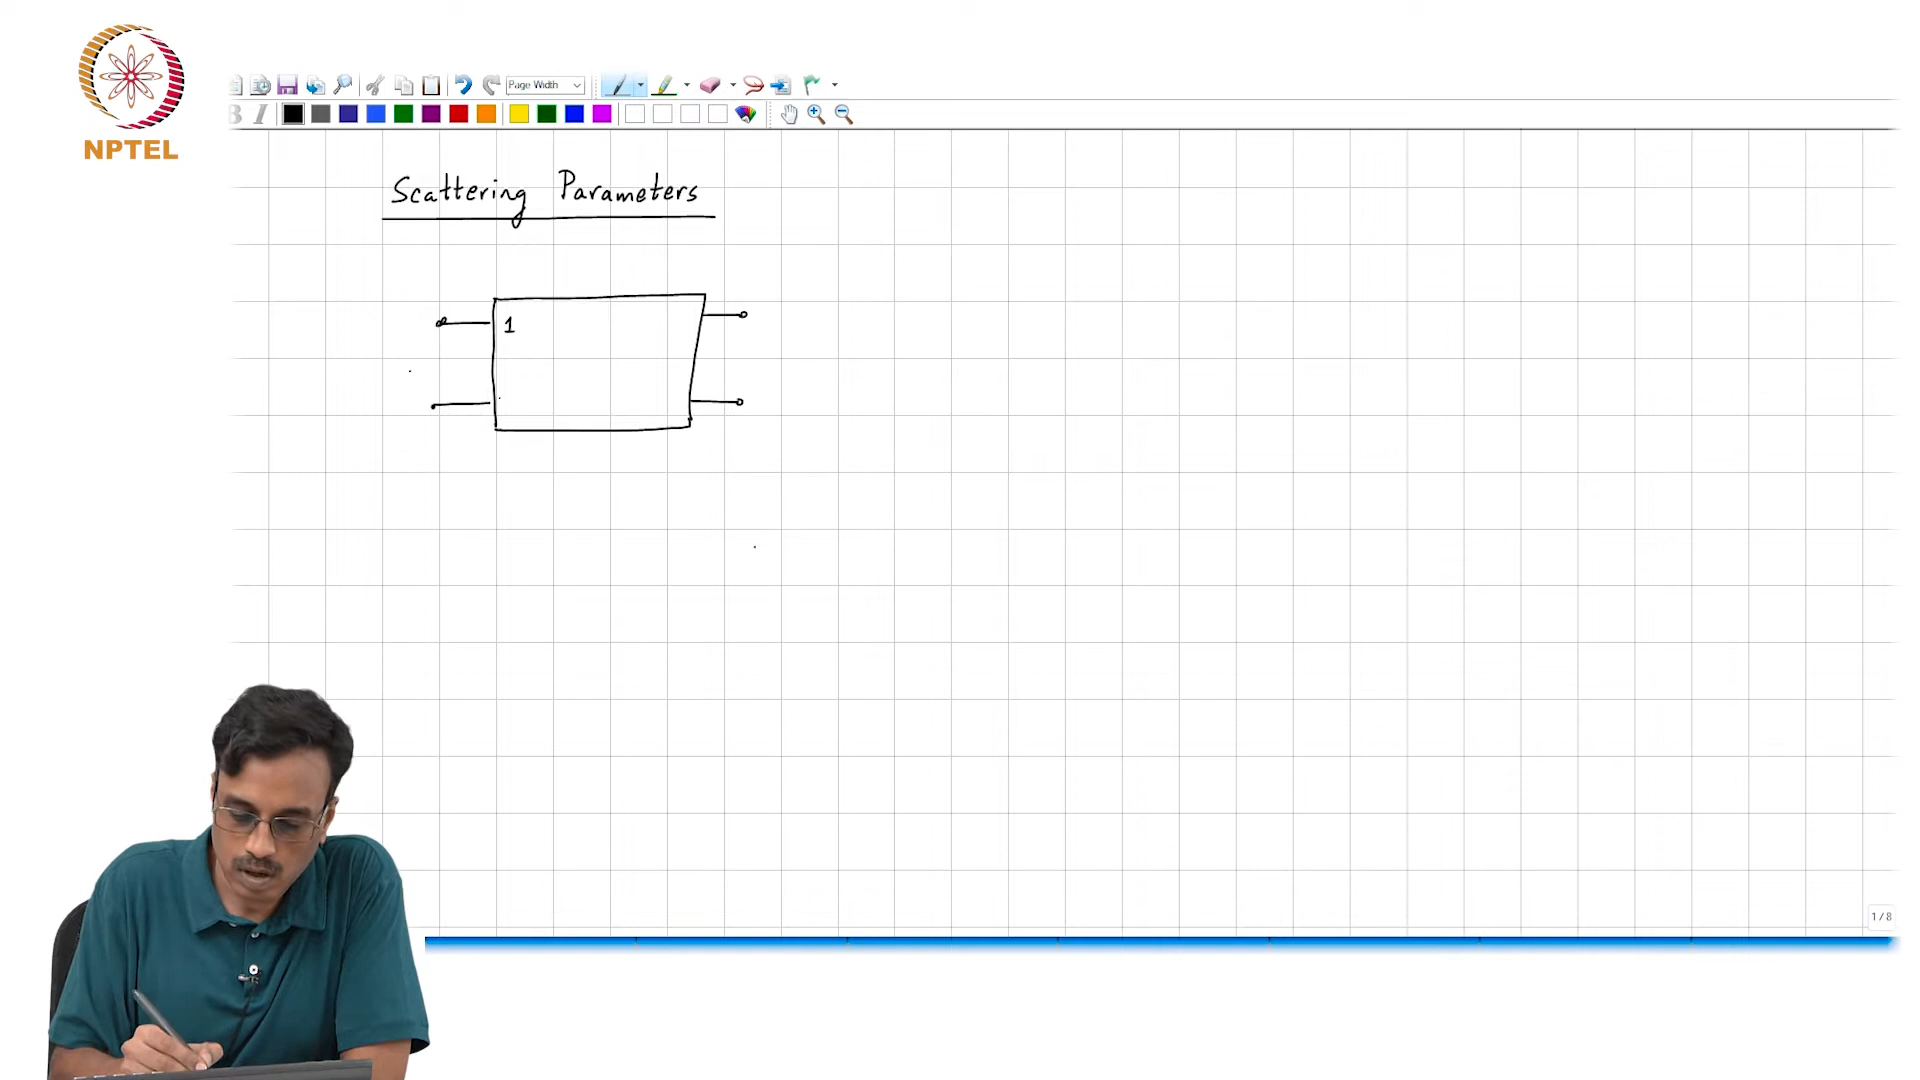 NPTEL
Page Width
B I
Scattering Parameters
1
1 / 8